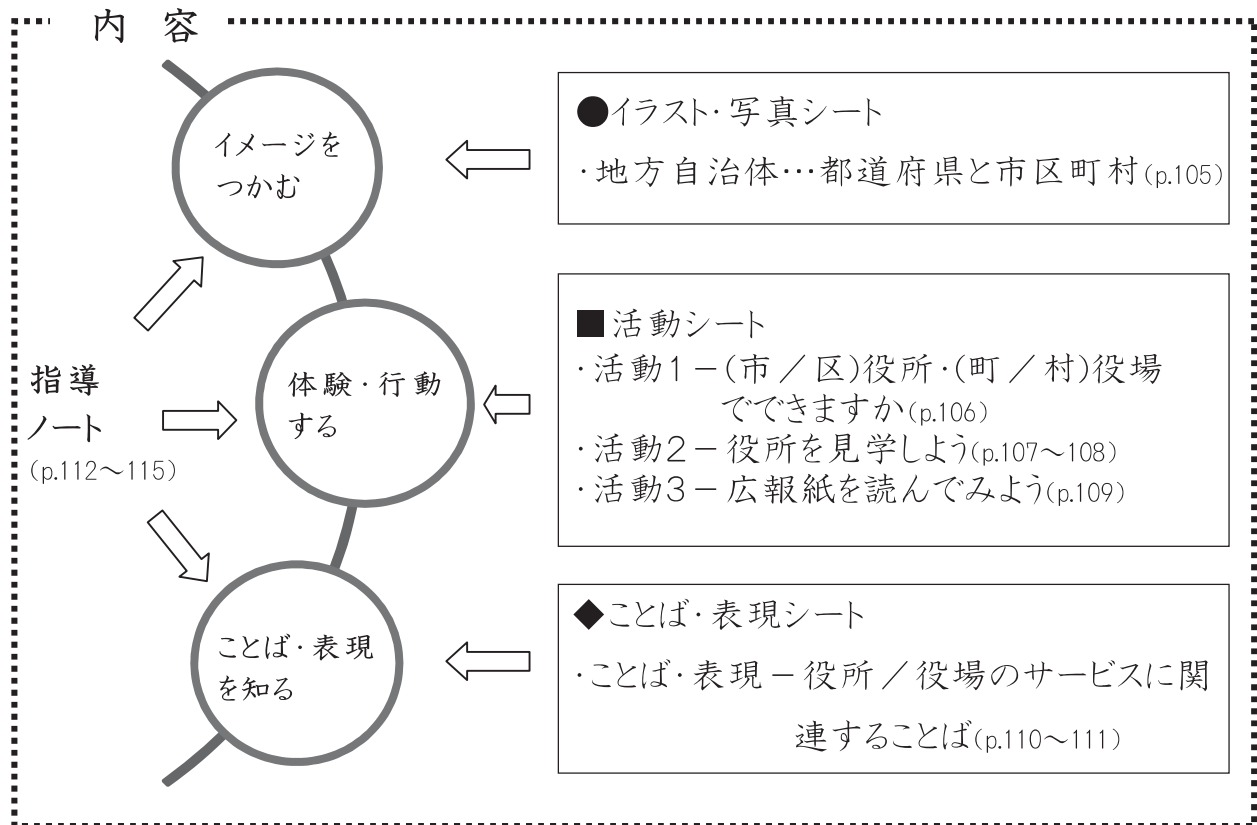 内 容
イメージを
つかむ
●イラスト・写真シート
・地方自治体…都道府県と市区町村(p.105)
指導
ノート
(p.112～115)
体験・行動
する
■活動シート
・活動1－(市／区)役所・(町／村)役場
でできますか(p.106)
・活動2－役所を見学しよう(p.107～108)
・活動3－広報紙を読んでみよう(p.109)
ことば・表現
を知る
◆ことば・表現シート
・ことば・表現－役所／役場のサービスに関
連することば(p.110～111)